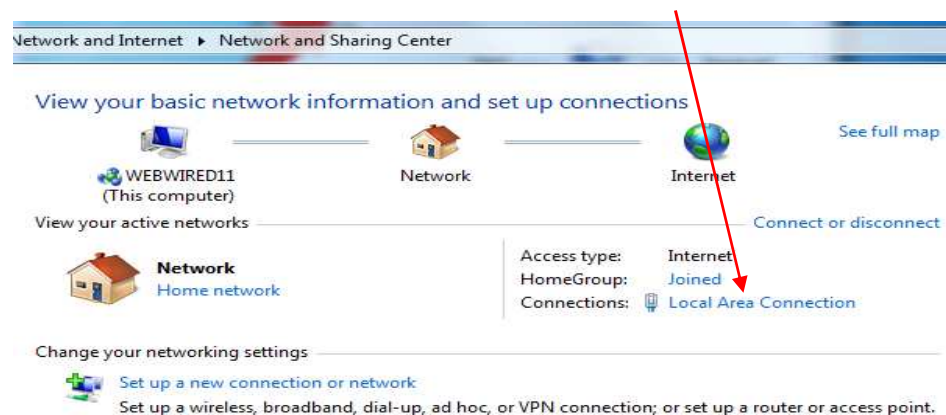 Network and Internet ▸ Network and Sharing Center
View your basic network information and set up connections
See full map
WEBWIRED11
(This computer)
Network
Internet
View your active networks
Connect or disconnect
Network
Home network
Access type: Internet
HomeGroup: Joined
Connections: Local Area Connection
Change your networking settings
Set up a new connection or network
Set up a wireless, broadband, dial-up, ad hoc, or VPN connection; or set up a router or access point.